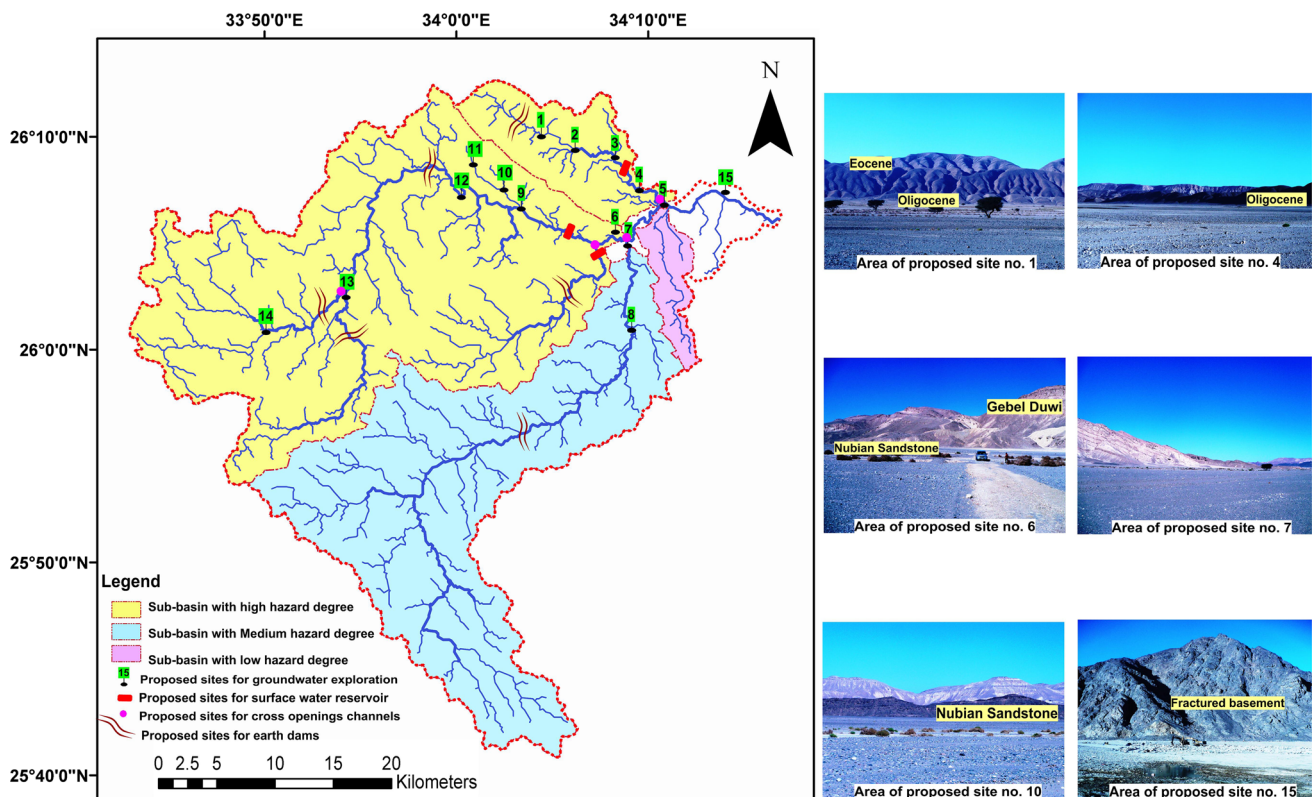 33°50'0"E
34°0'0"E
34°10'0"E
N
26°10'0"N
26°0'0"N
25°50'0"N
25°40'0"N
1
2
3
11
10
4
15
12
9
5
6
7
13
14
8
Legend
Sub-basin with high hazard degree
Sub-basin with Medium hazard degree
Sub-basin with low hazard degree
15
Proposed sites for groundwater exploration
Proposed sites for surface water reservoir
Proposed sites for cross openings channels
Proposed sites for earth dams
0 2.5 5 10 15 20
Kilometers
Eocene
Oligocene
Area of proposed site no. 1
Oligocene
Area of proposed site no. 4
Gebel Duwi
Nubian Sandstone
Area of proposed site no. 6
Area of proposed site no. 7
Nubian Sandstone
Area of proposed site no. 10
Fractured basement
Area of proposed site no. 15